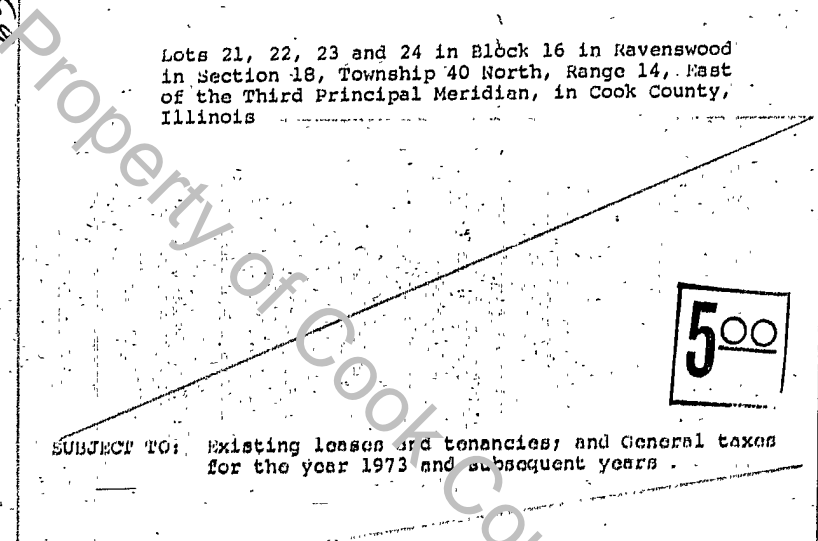 Lots 21, 22, 23 and 24 in Block 16 in Ravenswood
in Section 18, Township 40 North, Range 14, East
of the Third Principal Meridian, in Cook County,
Illinois
500
SUBJECT TO: Existing leases and tenancies; and General taxes
for the year 1973 and subsequent years .
Property of Cook Cou